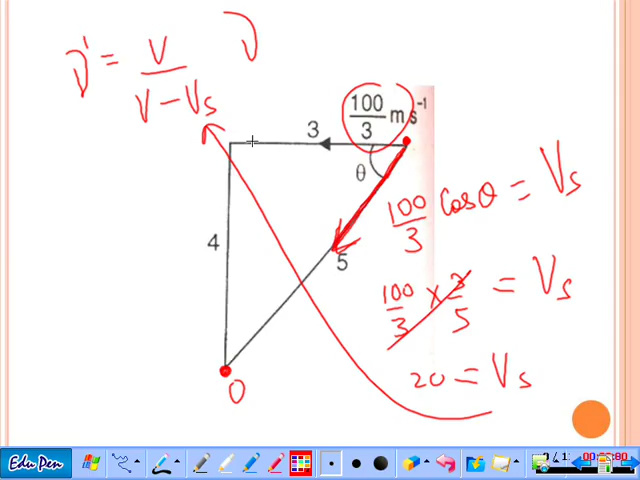 ν' = V / (V − Vs) ν
100/3 ms⁻¹
3
θ
4
5
O
100/3 cosθ = Vs
100/3 × 3/5 = Vs
20 = Vs
Edu Pen